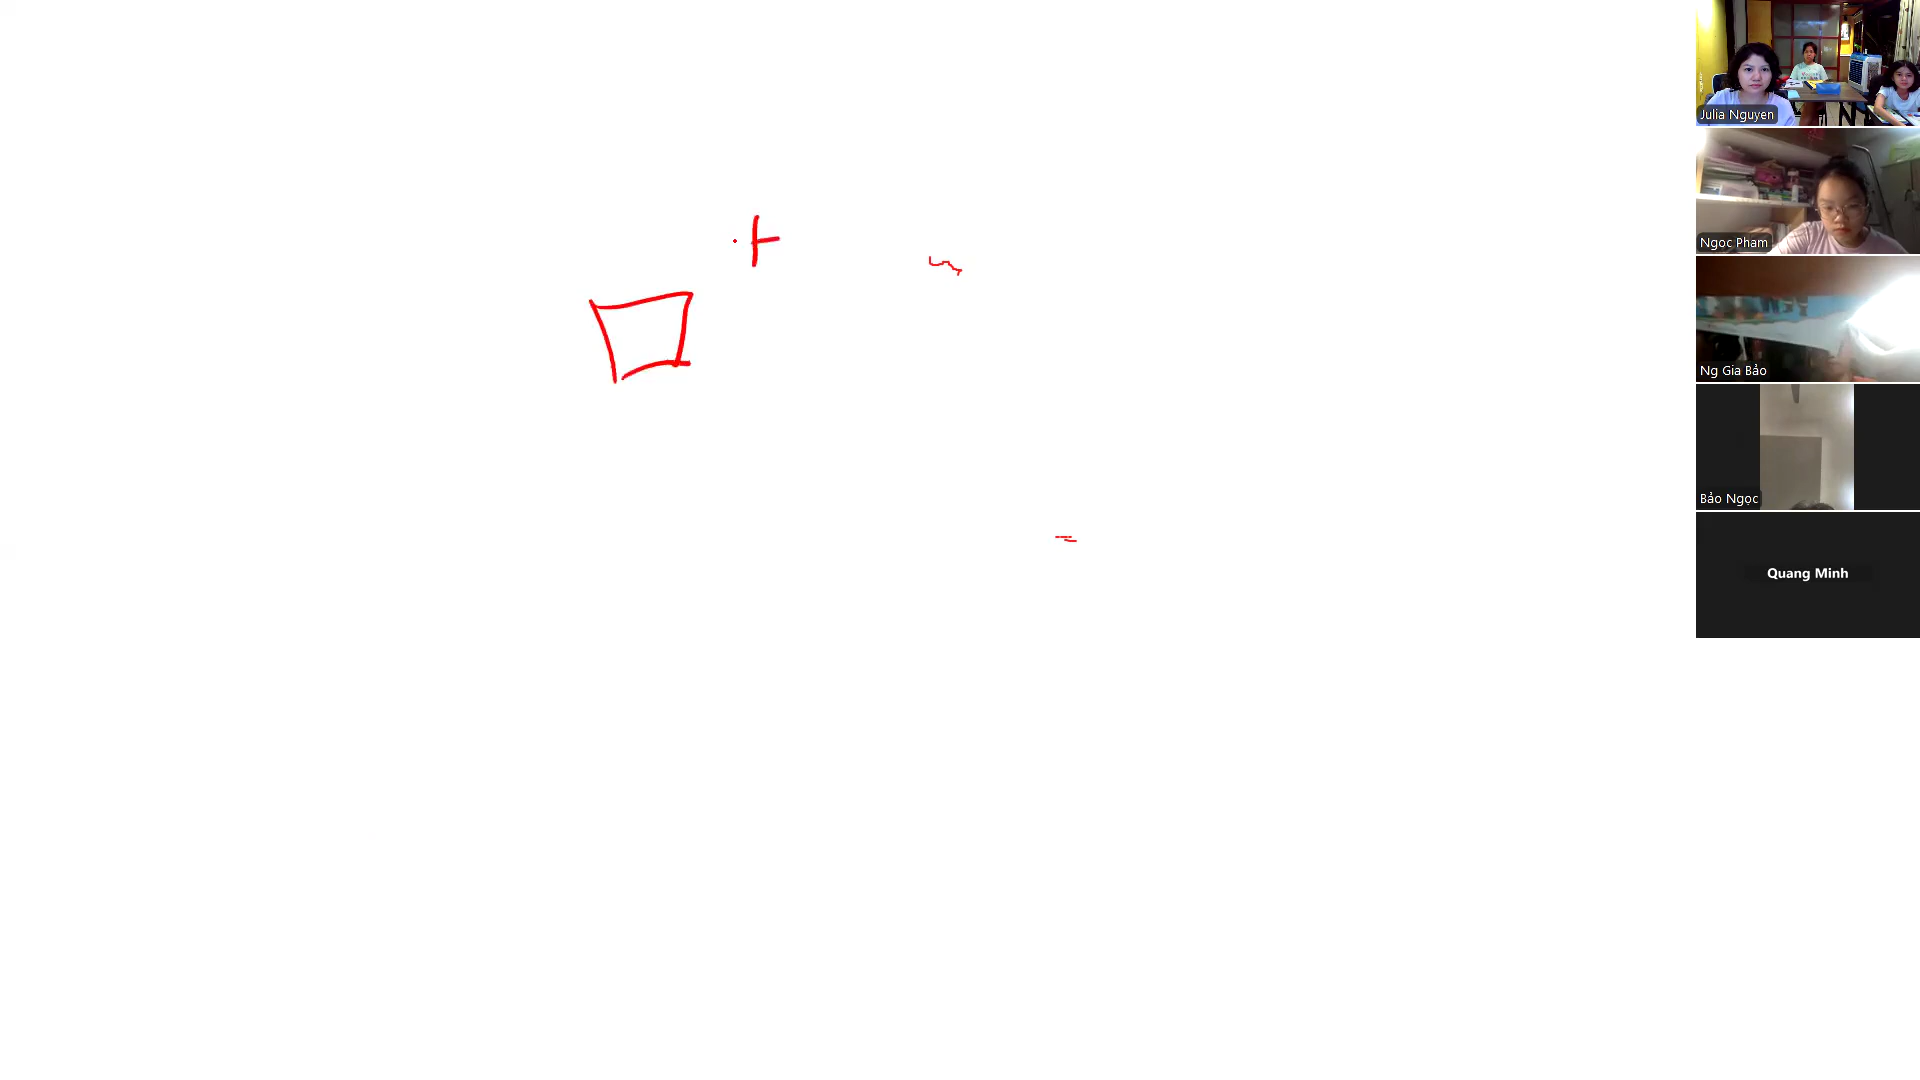 Julia Nguyen
Ngoc Pham
Ng Gia Bảo
Bảo Ngọc
Quang Minh